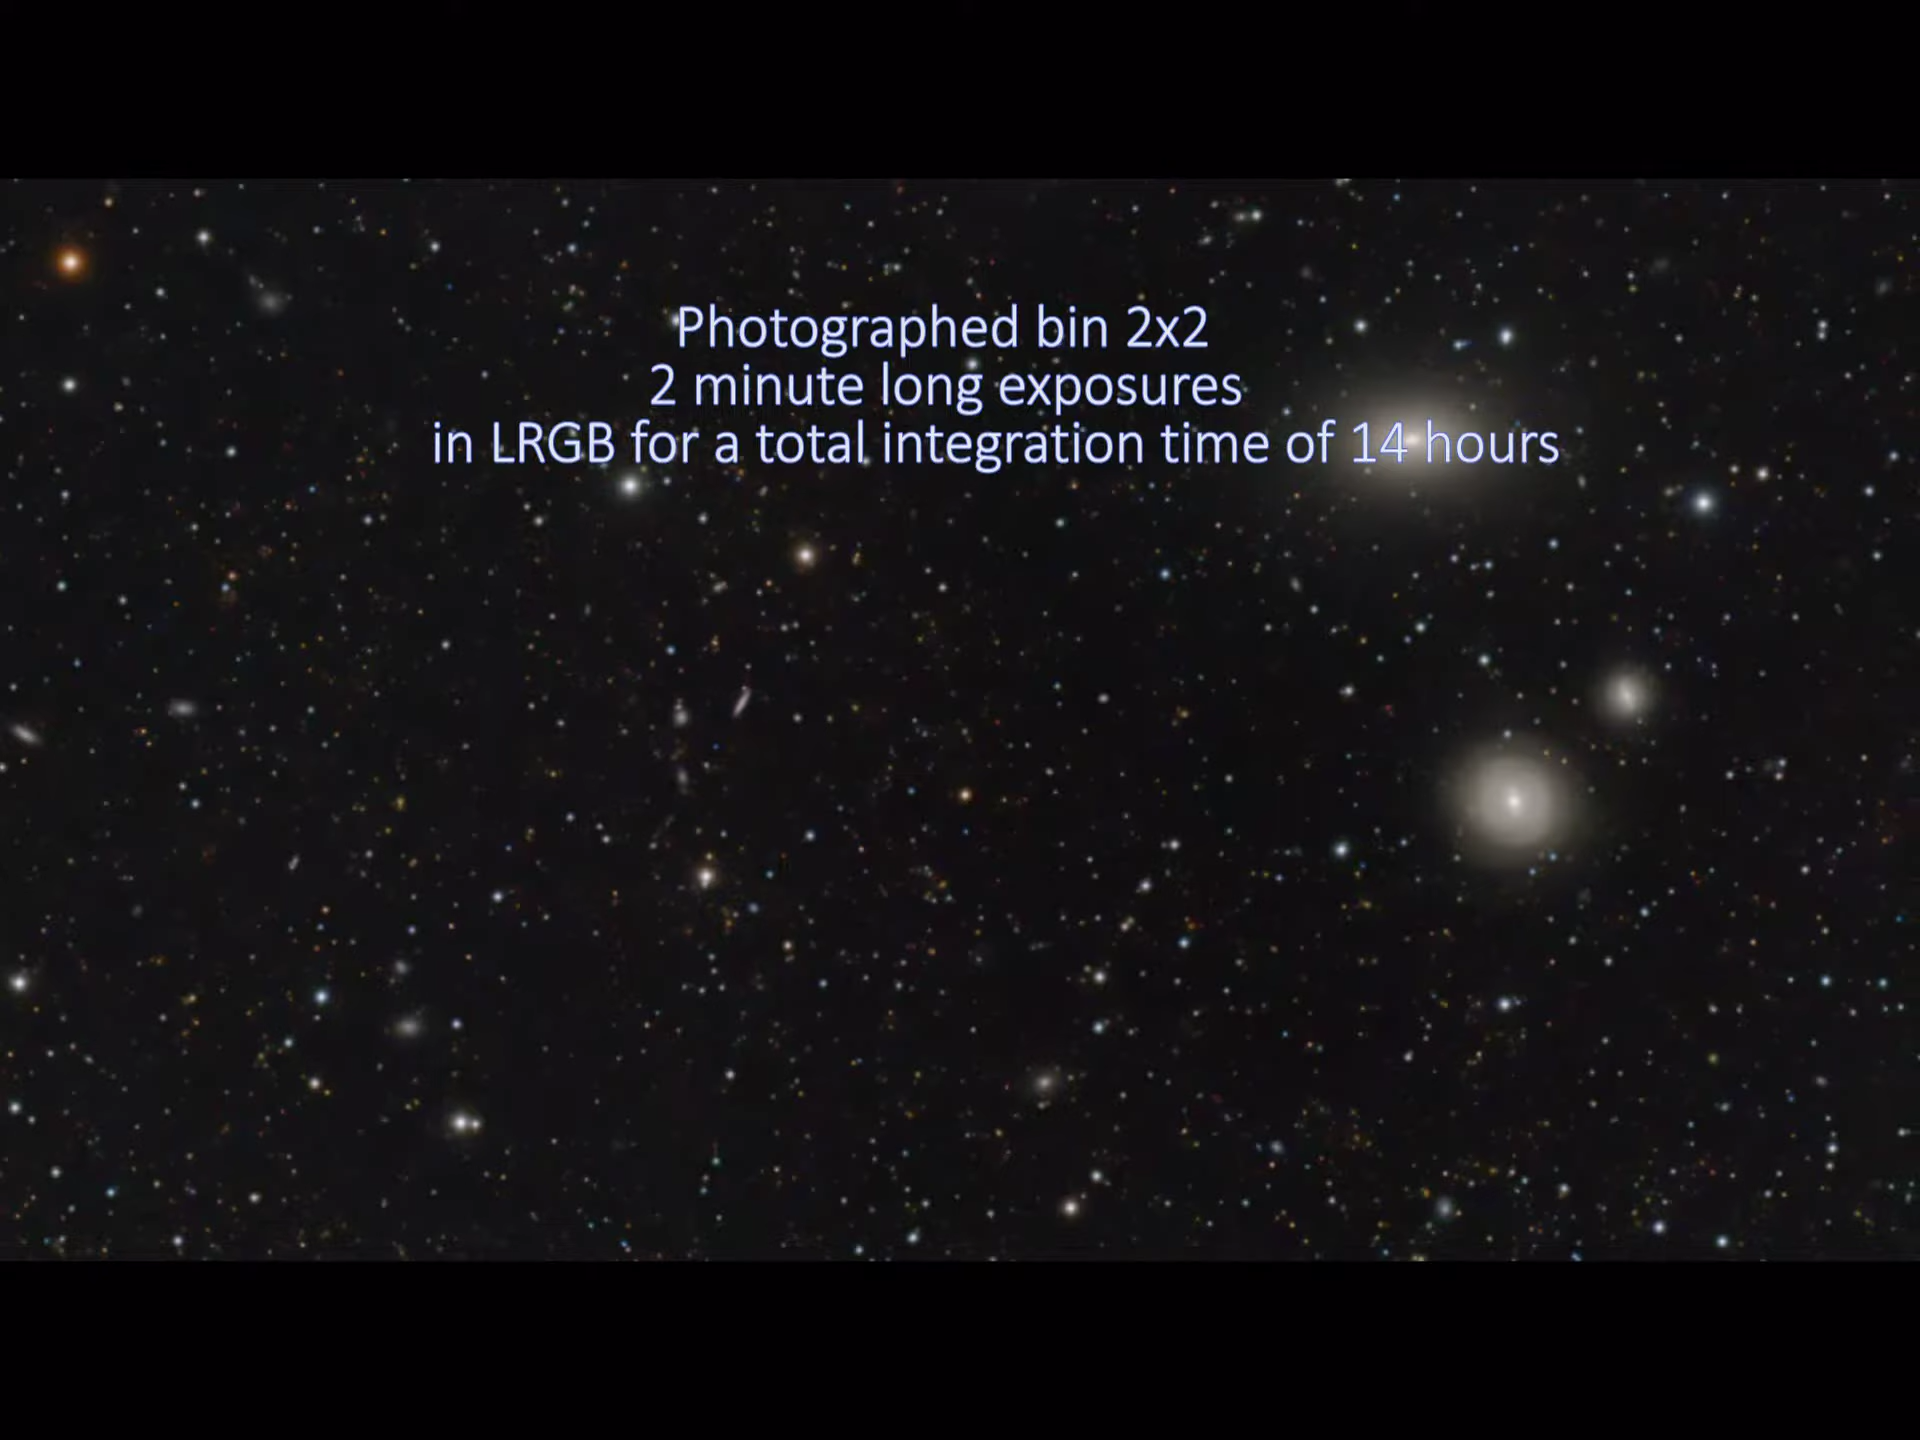 Photographed bin 2x2
2 minute long exposures
in LRGB for a total integration time of 14 hours